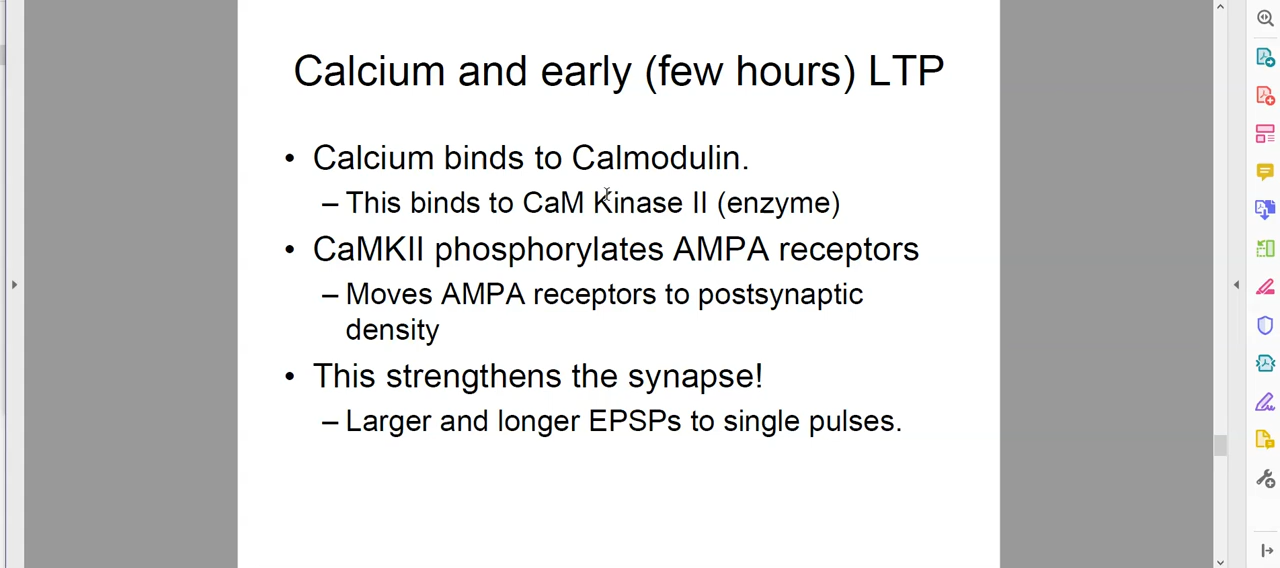 Calcium and early (few hours) LTP
• Calcium binds to Calmodulin.
– This binds to CaM Kinase II (enzyme)
• CaMKII phosphorylates AMPA receptors
– Moves AMPA receptors to postsynaptic
density
• This strengthens the synapse!
– Larger and longer EPSPs to single pulses.